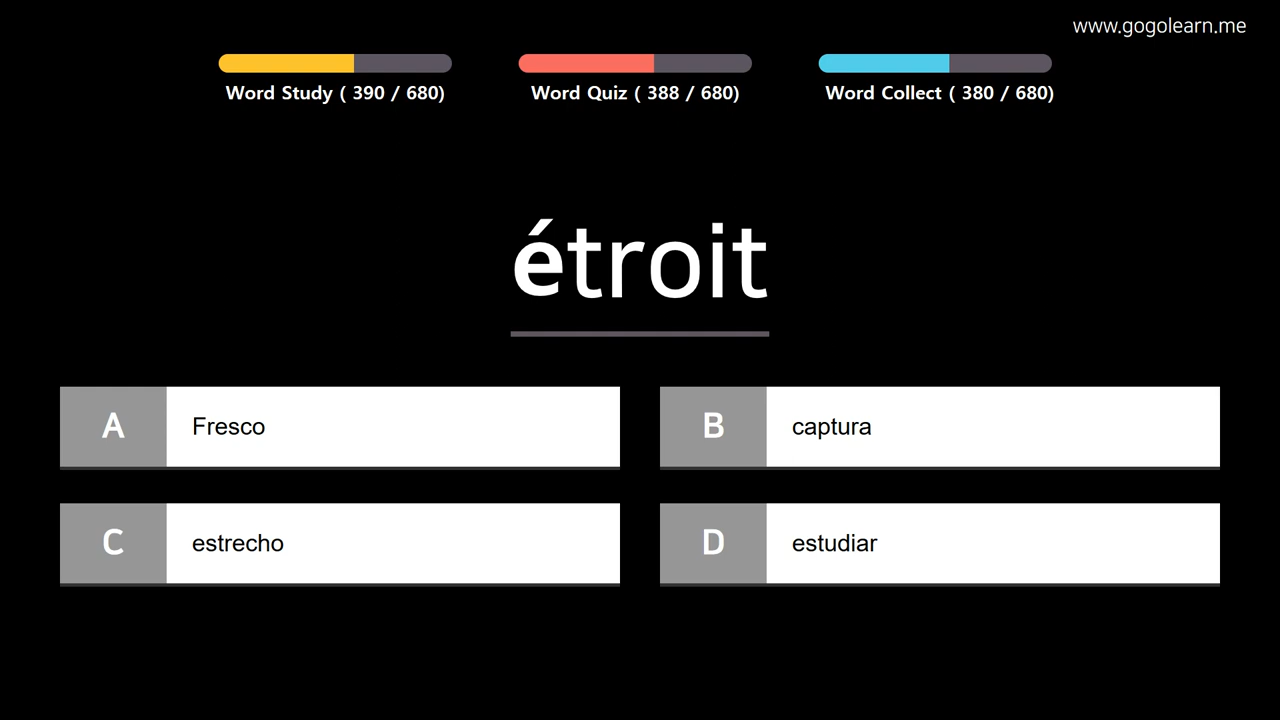 www.gogolearn.me
Word Study ( 390 / 680)
Word Quiz ( 388 / 680)
Word Collect ( 380 / 680)
étroit
A Fresco
B captura
C estrecho
D estudiar